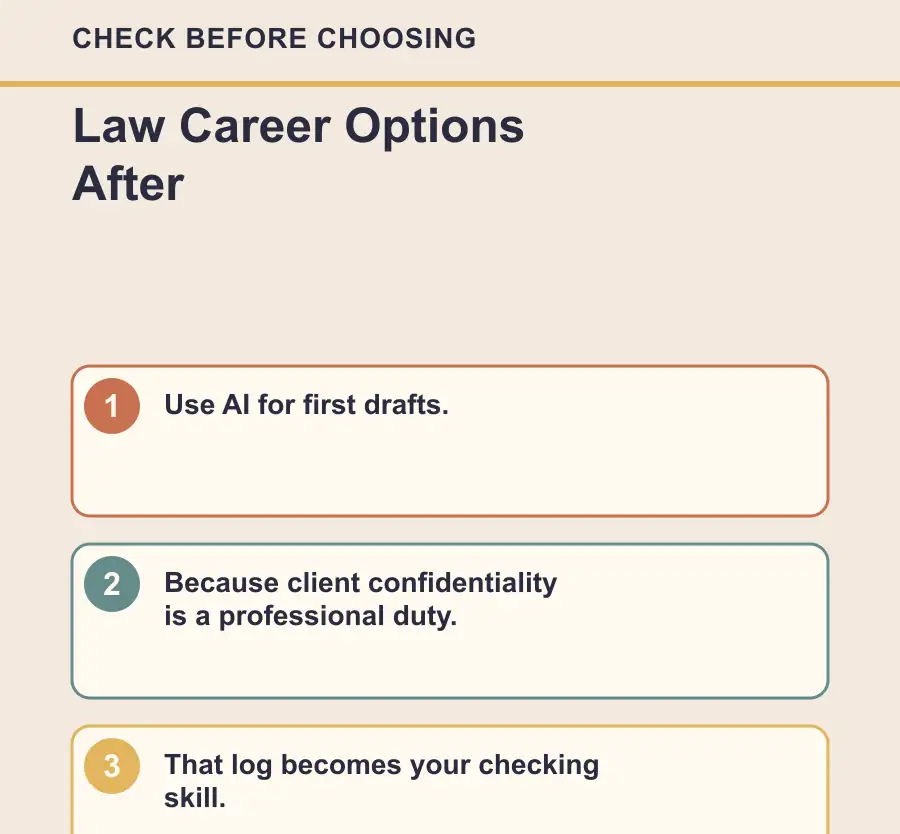 CHECK BEFORE CHOOSING
Law Career Options
After
1
Use AI for first drafts.
2
Because client confidentiality
is a professional duty.
3
That log becomes your checking
skill.